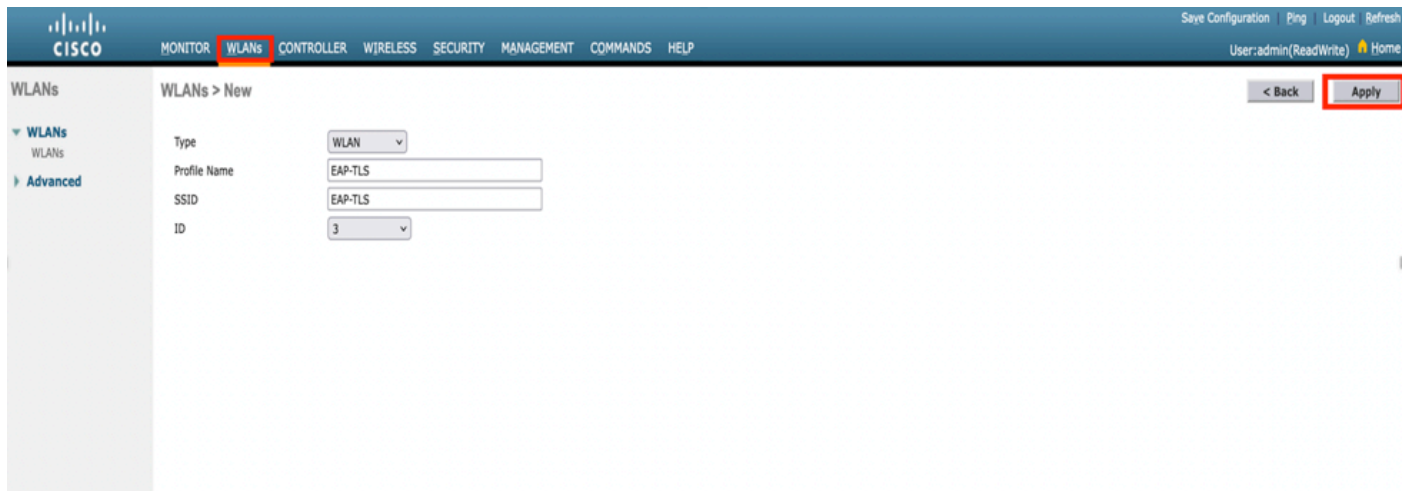 Save Configuration | Ping | Logout | Refresh
CISCO MONITOR WLANs CONTROLLER WIRELESS SECURITY MANAGEMENT COMMANDS HELP User:admin(ReadWrite) Home
WLANs
WLANs > New
< Back Apply
WLANs
WLANs
Advanced
Type WLAN
Profile Name EAP-TLS
SSID EAP-TLS
ID 3